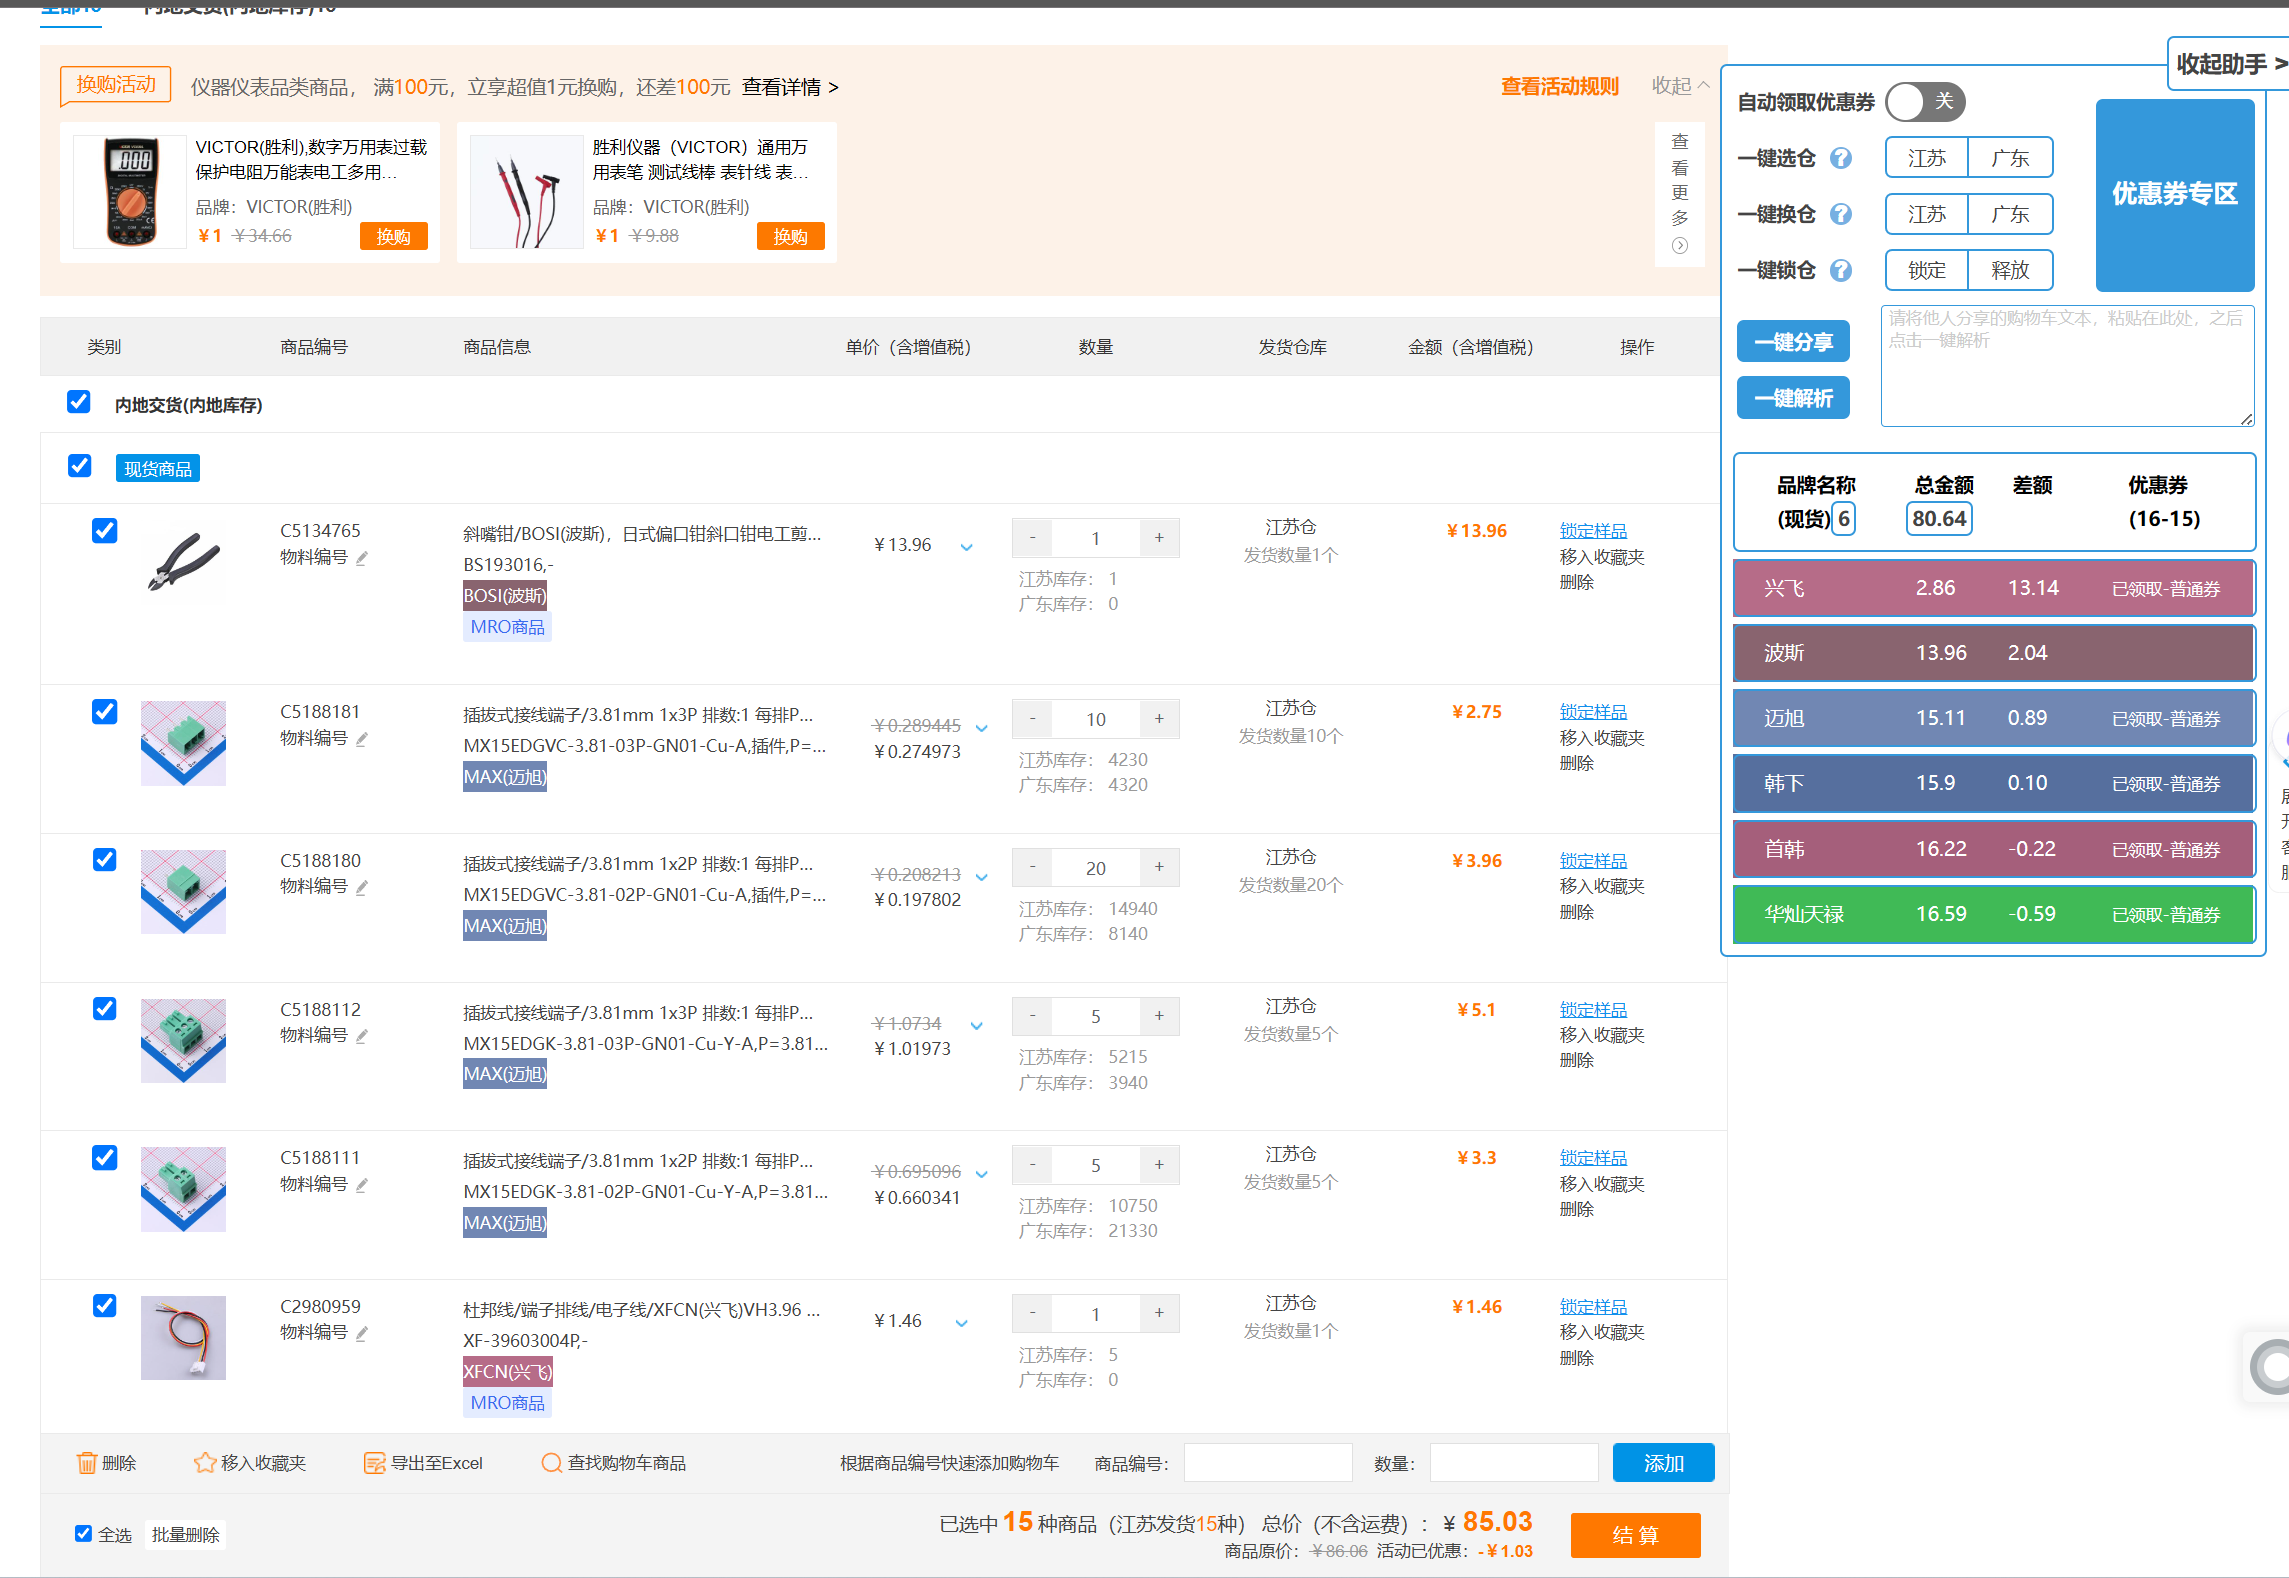 换购活动 仪器仪表品类商品， 满100元，立享超值1元换购，还差100元 查看详情 > 查看活动规则 收起
VICTOR(胜利),数字万用表过载
保护电阻万能表电工多用...
品牌：VICTOR(胜利)
¥1 ¥34.66 换购
胜利仪器（VICTOR）通用万
用表笔 测试线棒 表针线 表...
品牌：VICTOR(胜利)
¥1 ¥9.88 换购
查
看
更
多
类别 商品编号 商品信息 单价（含增值税） 数量 发货仓库 金额（含增值税） 操作
内地交货(内地库存)
现货商品
C5134765
物料编号
斜嘴钳/BOSI(波斯)，日式偏口钳斜口钳电工剪...
BS193016,-
BOSI(波斯)
MRO商品
¥13.96
- 1 +
江苏库存： 1
广东库存： 0
江苏仓
发货数量1个
¥13.96
锁定样品
移入收藏夹
删除
C5188181
物料编号
插拔式接线端子/3.81mm 1x3P 排数:1 每排P...
MX15EDGVC-3.81-03P-GN01-Cu-A,插件,P=...
MAX(迈旭)
¥0.289445
¥0.274973
- 10 +
江苏库存： 4230
广东库存： 4320
江苏仓
发货数量10个
¥2.75
锁定样品
移入收藏夹
删除
C5188180
物料编号
插拔式接线端子/3.81mm 1x2P 排数:1 每排P...
MX15EDGVC-3.81-02P-GN01-Cu-A,插件,P=...
MAX(迈旭)
¥0.208213
¥0.197802
- 20 +
江苏库存： 14940
广东库存： 8140
江苏仓
发货数量20个
¥3.96
锁定样品
移入收藏夹
删除
C5188112
物料编号
插拔式接线端子/3.81mm 1x3P 排数:1 每排P...
MX15EDGK-3.81-03P-GN01-Cu-Y-A,P=3.81...
MAX(迈旭)
¥1.0734
¥1.01973
- 5 +
江苏库存： 5215
广东库存： 3940
江苏仓
发货数量5个
¥5.1
锁定样品
移入收藏夹
删除
C5188111
物料编号
插拔式接线端子/3.81mm 1x2P 排数:1 每排P...
MX15EDGK-3.81-02P-GN01-Cu-Y-A,P=3.81...
MAX(迈旭)
¥0.695096
¥0.660341
- 5 +
江苏库存： 10750
广东库存： 21330
江苏仓
发货数量5个
¥3.3
锁定样品
移入收藏夹
删除
C2980959
物料编号
杜邦线/端子排线/电子线/XFCN(兴飞)VH3.96 ...
XF-39603004P,-
XFCN(兴飞)
MRO商品
¥1.46
- 1 +
江苏库存： 5
广东库存： 0
江苏仓
发货数量1个
¥1.46
锁定样品
移入收藏夹
删除
删除 移入收藏夹 导出至Excel 查找购物车商品 根据商品编号快速添加购物车 商品编号： 数量： 添加
全选 批量删除
已选中 15 种商品（江苏发货15种） 总价（不含运费）： ¥ 85.03
商品原价： ¥86.06 活动已优惠： -¥1.03
结 算
收起助手 >
自动领取优惠券 关
一键选仓 ? 江苏 广东
一键换仓 ? 江苏 广东
一键锁仓 ? 锁定 释放
优惠券专区
一键分享
一键解析
请将他人分享的购物车文本，粘贴在此处，之后
点击一键解析
品牌名称 总金额 差额 优惠券
(现货) 6 80.64 (16-15)
兴飞 2.86 13.14 已领取-普通券
波斯 13.96 2.04
迈旭 15.11 0.89 已领取-普通券
韩下 15.9 0.10 已领取-普通券
首韩 16.22 -0.22 已领取-普通券
华灿天禄 16.59 -0.59 已领取-普通券